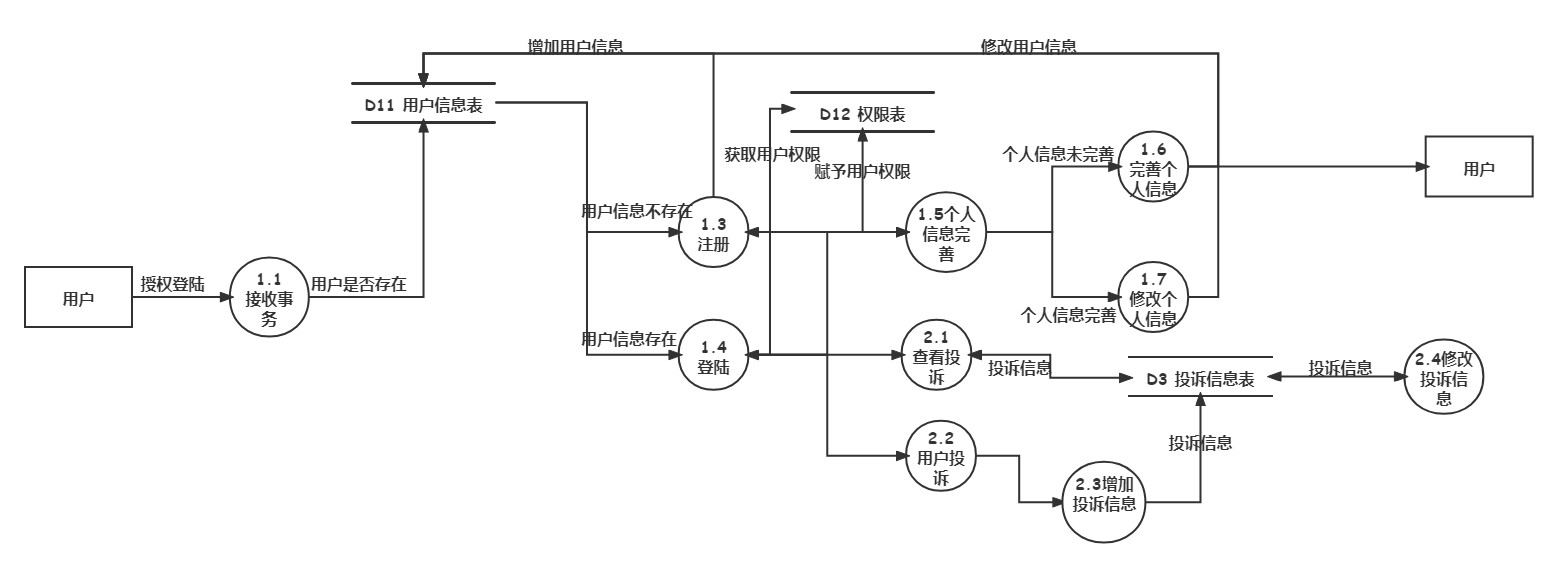 增加用户信息
修改用户信息
D11 用户信息表
D12 权限表
获取用户权限
赋予用户权限
个人信息未完善
1.6
完善个
人信息
用户
用户信息不存在
1.3
注册
1.5个人
信息完
善
用户
授权登陆
1.1
接收事
务
用户是否存在
1.7
修改个
人信息
个人信息完善
用户信息存在
1.4
登陆
2.1
查看投
诉
投诉信息
D3 投诉信息表
投诉信息
2.4修改
投诉信
息
2.2
用户投
诉
投诉信息
2.3增加
投诉信息